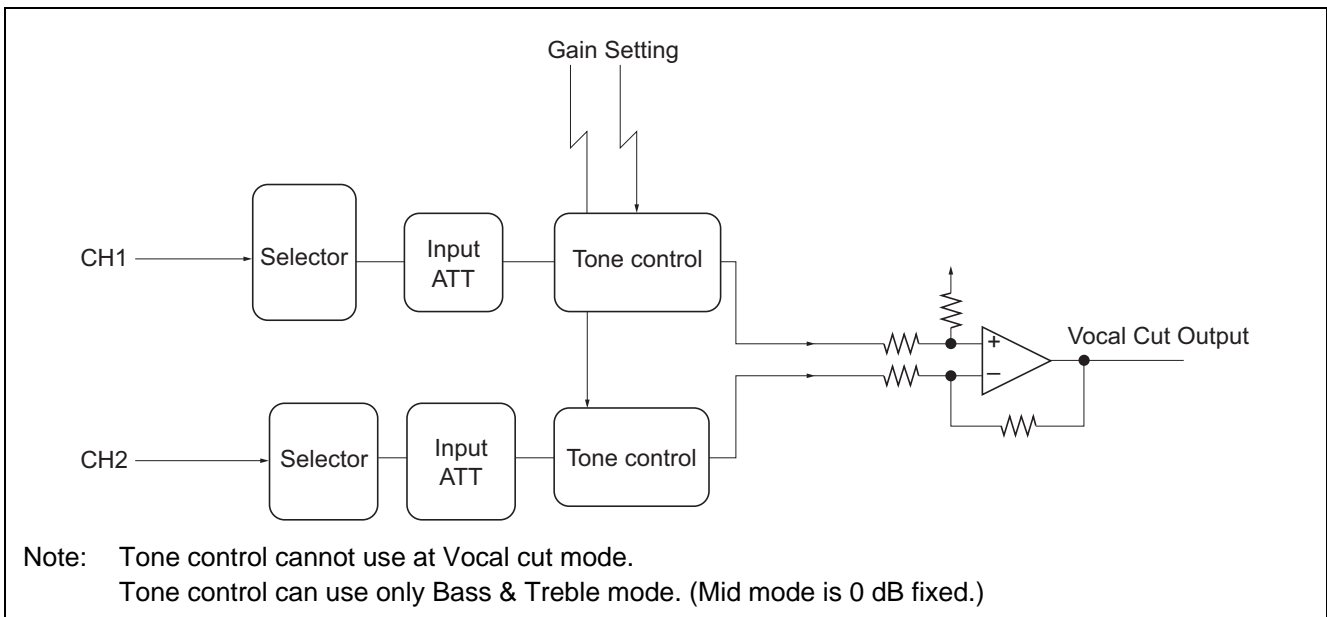 Gain Setting
CH1
Selector
Input
ATT
Tone control
+
−
Vocal Cut Output
CH2
Selector
Input
ATT
Tone control
Note: Tone control cannot use at Vocal cut mode.
Tone control can use only Bass & Treble mode. (Mid mode is 0 dB fixed.)